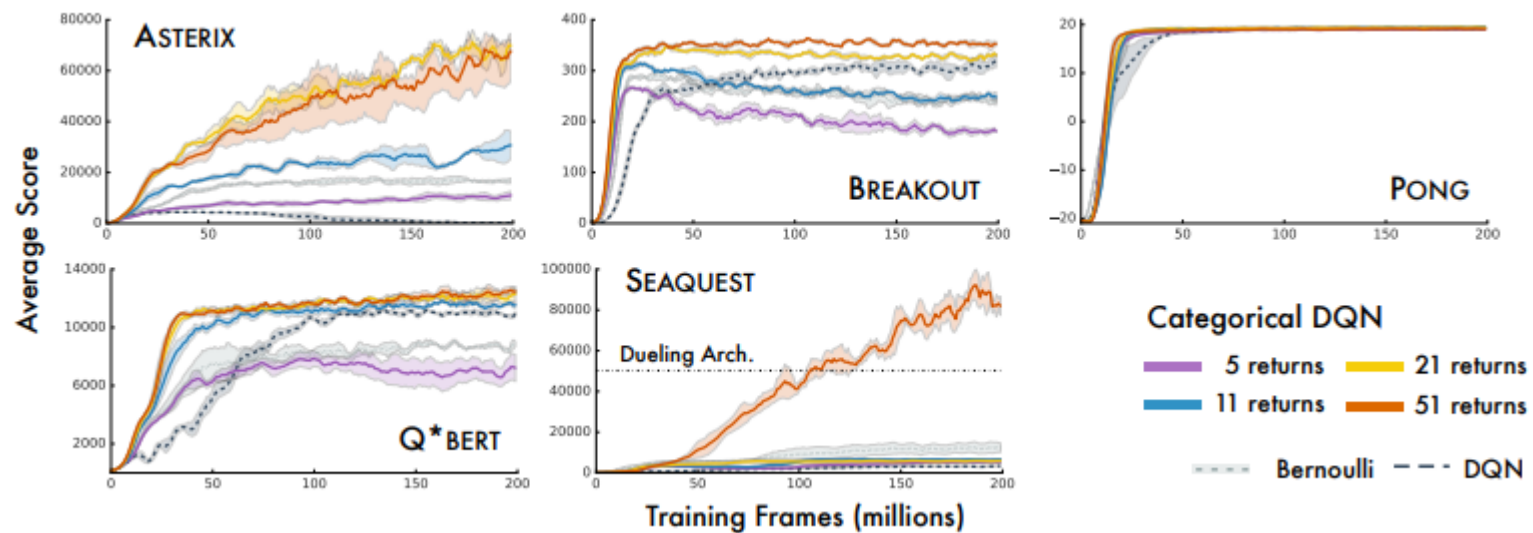 Average Score
ASTERIX
80000
60000
40000
20000
0
0 50 100 150 200
BREAKOUT
400
300
200
100
0
0 50 100 150 200
PONG
20
10
0
−10
−20
0 50 100 150 200
Q*BERT
14000
10000
6000
2000
0 50 100 150 200
SEAQUEST
Dueling Arch.
100000
80000
60000
40000
20000
0
0 50 100 150 200
Training Frames (millions)
Categorical DQN
5 returns 21 returns
11 returns 51 returns
Bernoulli DQN